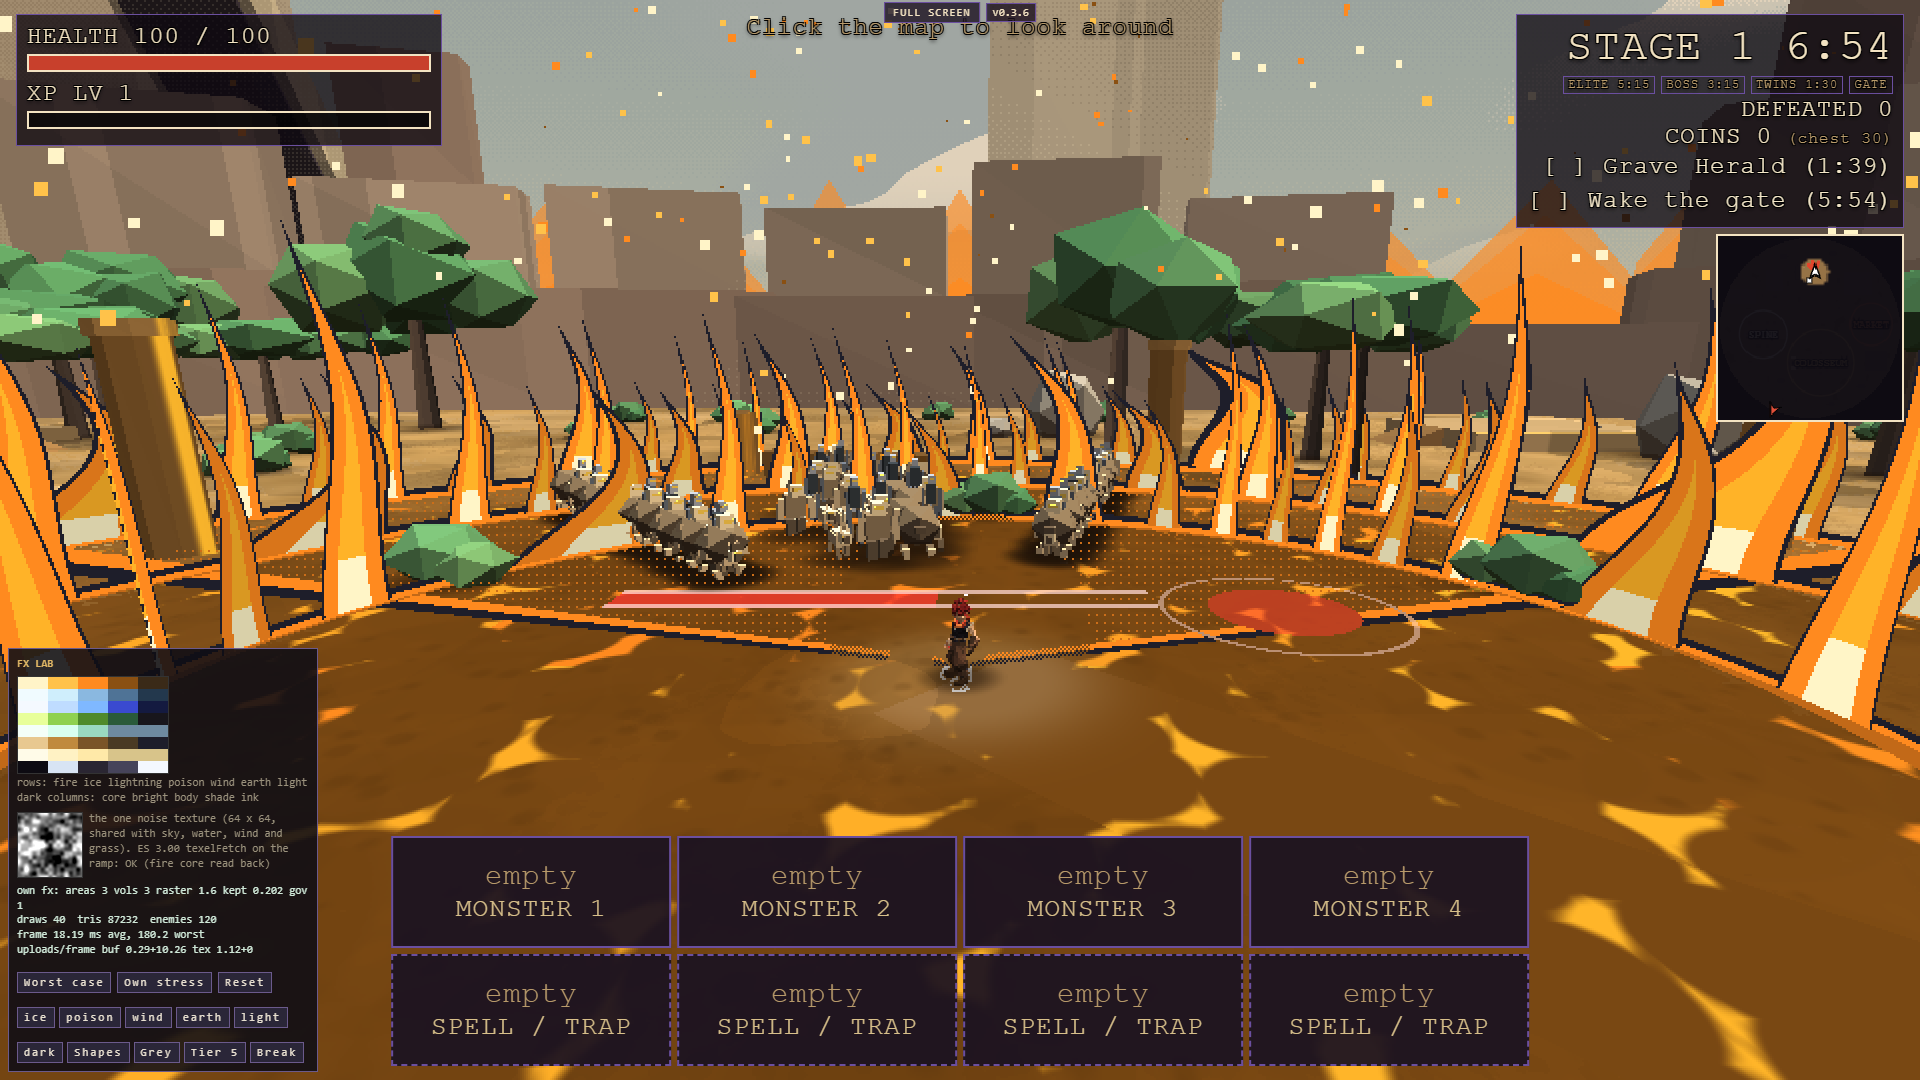 HEALTH 100 / 100
XP LV 1
FULL SCREEN
v0.3.6
Click the map to look around
STAGE 1 6:54
ELITE 5:15 BOSS 3:15 TWINS 1:30 GATE
DEFEATED 0
COINS 0 (chest 30)
[ ] Grave Herald (1:39)
[ ] Wake the gate (5:54)
FX LAB
rows: fire ice lightning poison wind earth light
dark columns: core bright body shade ink
the one noise texture (64 x 64,
shared with sky, water, wind and
grass). ES 3.00 texelFetch on the
ramp: OK (fire core read back)
own fx: areas 3 vols 3 raster 1.6 kept 0.202 gov
1
draws 40 tris 87232 enemies 120
frame 18.19 ms avg, 180.2 worst
uploads/frame buf 0.29+10.26 tex 1.12+0
Worst case Own stress Reset
ice poison wind earth light
dark Shapes Grey Tier 5 Break
empty empty empty empty
MONSTER 1 MONSTER 2 MONSTER 3 MONSTER 4
empty empty empty empty
SPELL / TRAP SPELL / TRAP SPELL / TRAP SPELL / TRAP